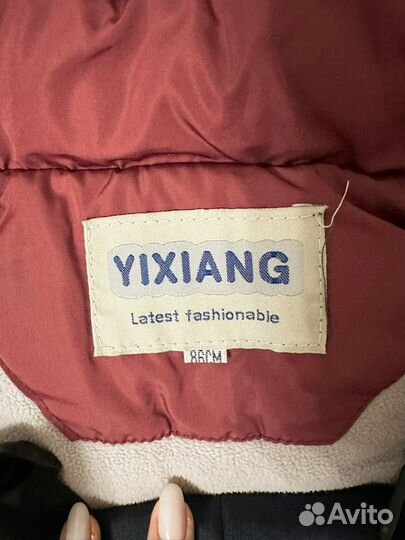 YIXIANG
Latest fashionable
86CM
Avito